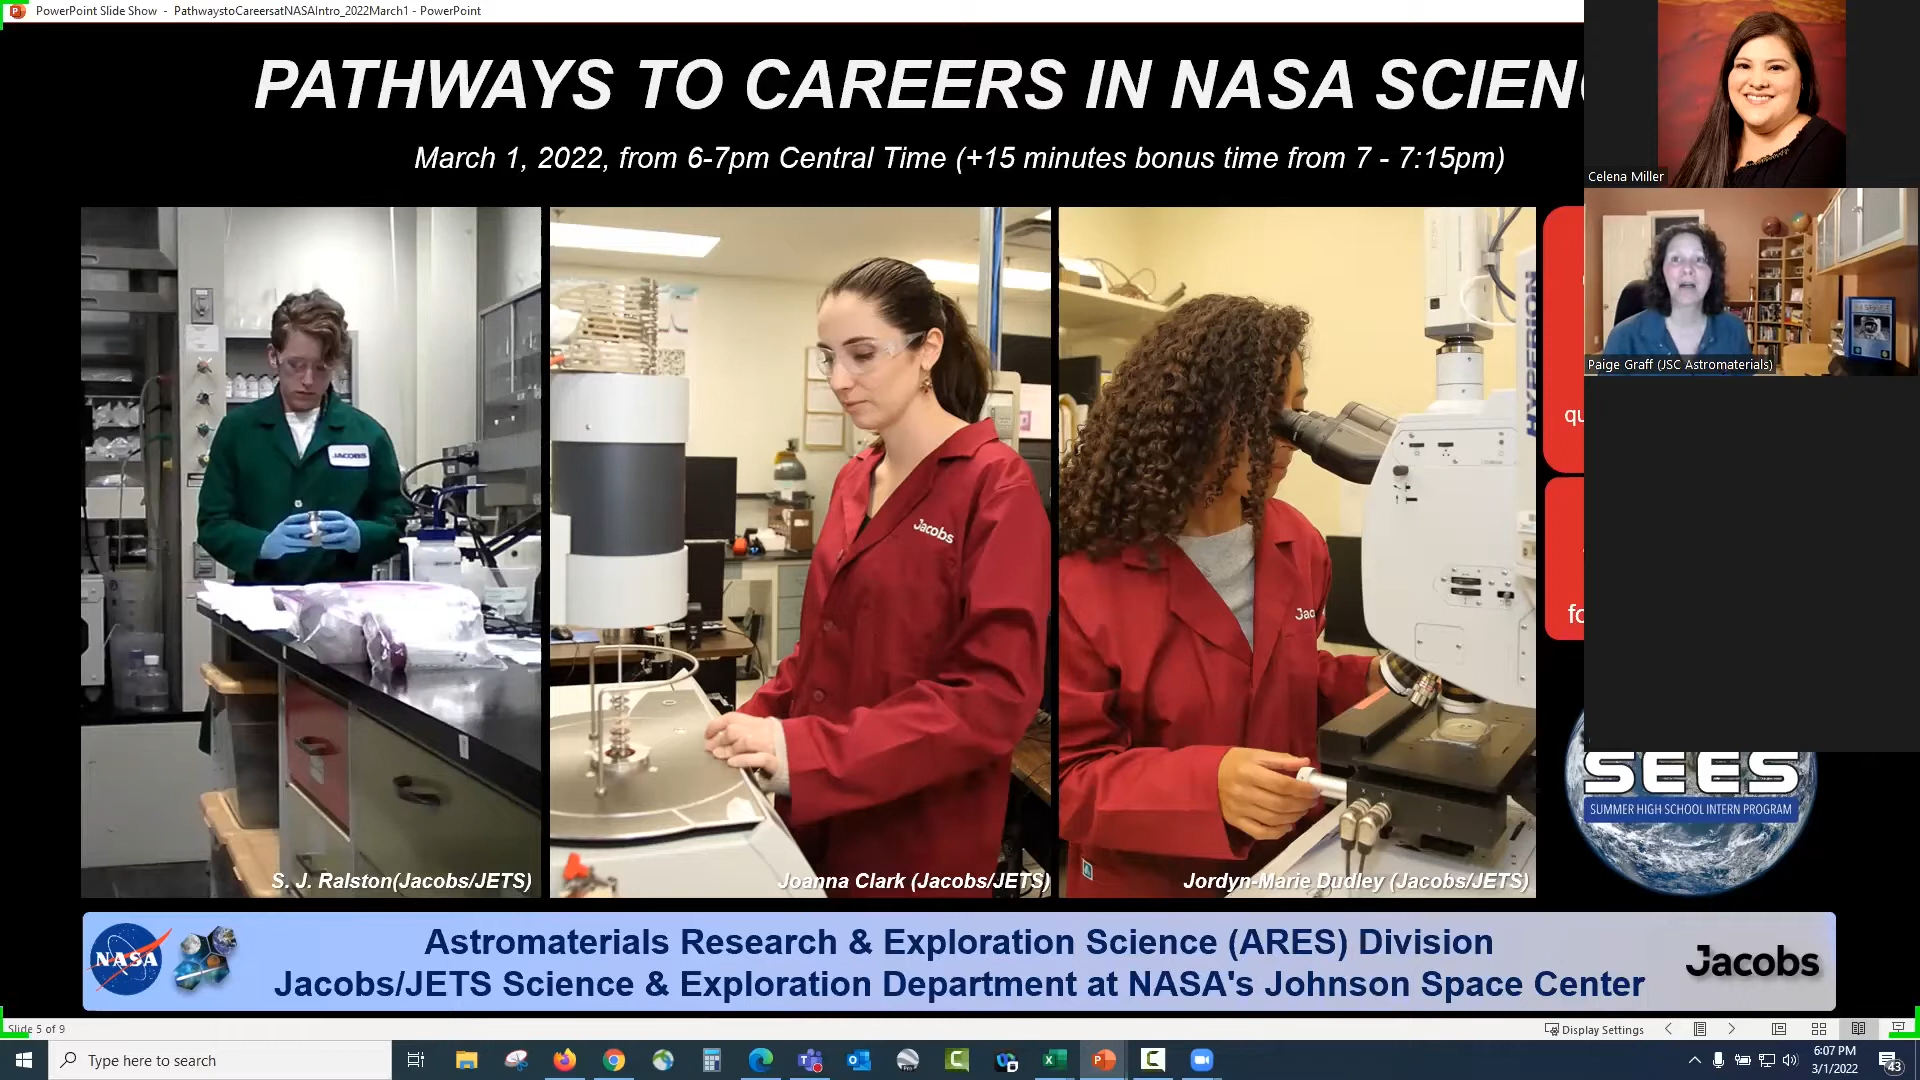 PowerPoint Slide Show - PathwaystoCareersatNASAIntro_2022March1 - PowerPoint
PATHWAYS TO CAREERS IN NASA SCIEN
March 1, 2022, from 6-7pm Central Time (+15 minutes bonus time from 7 - 7:15pm)
Celena Miller
Paige Graff (JSC Astromaterials)
JACOBS
Jacobs
Jac
HYPERION
qu
fo
S. J. Ralston(Jacobs/JETS)
Joanna Clark (Jacobs/JETS)
Jordyn-Marie Dudley (Jacobs/JETS)
SEES
SUMMER HIGH SCHOOL INTERN PROGRAM
NASA
Astromaterials Research & Exploration Science (ARES) Division
Jacobs/JETS Science & Exploration Department at NASA's Johnson Space Center
Jacobs
Slide 5 of 9
Display Settings
Type here to search
6:07 PM
3/1/2022
43